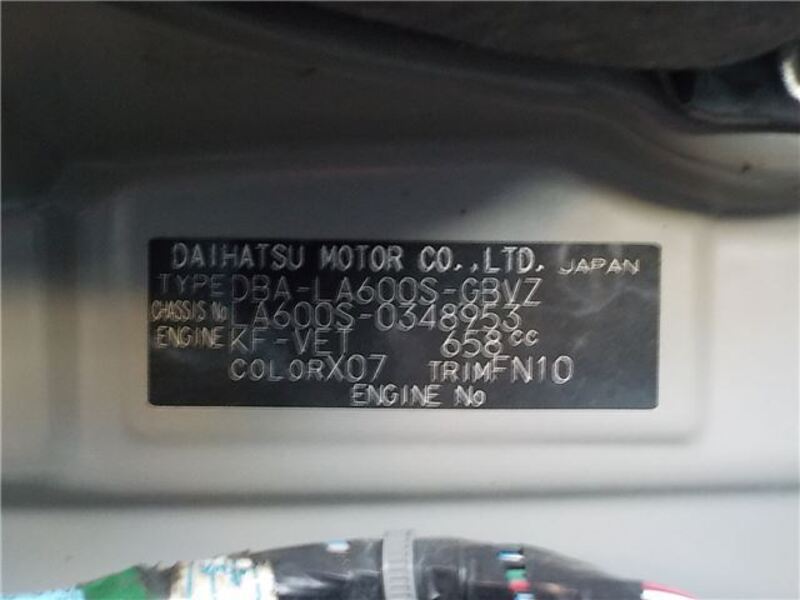 DAIHATSU MOTOR CO.,LTD. JAPAN
TYPE DBA-LA600S-GBVZ
CHASSIS No LA600S-0348953
ENGINE KF-VET 658cc
COLOR X07 TRIM FN10
ENGINE No